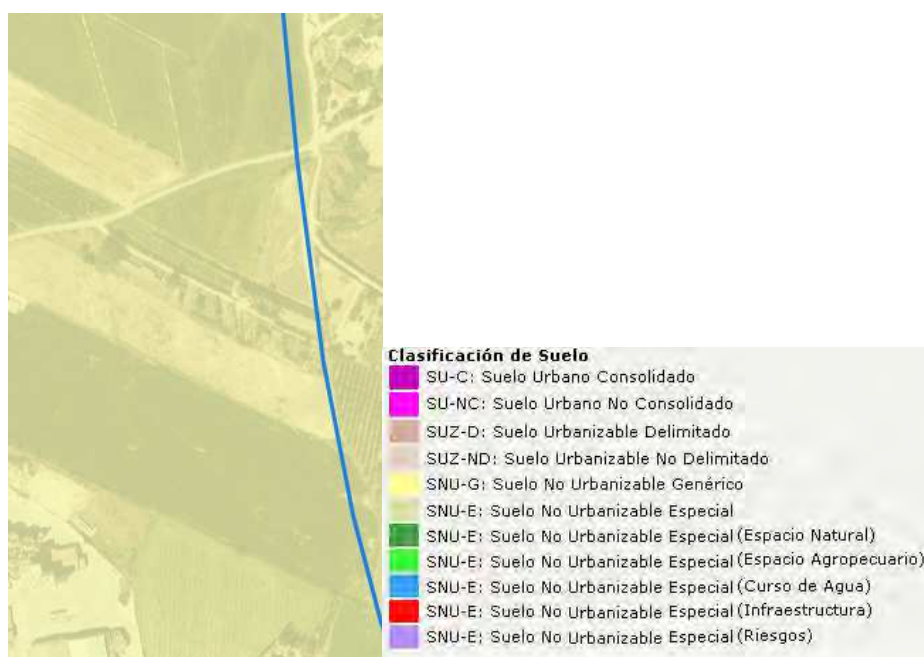 Clasificación de Suelo
SU-C: Suelo Urbano Consolidado
SU-NC: Suelo Urbano No Consolidado
SUZ-D: Suelo Urbanizable Delimitado
SUZ-ND: Suelo Urbanizable No Delimitado
SNU-G: Suelo No Urbanizable Genérico
SNU-E: Suelo No Urbanizable Especial
SNU-E: Suelo No Urbanizable Especial (Espacio Natural)
SNU-E: Suelo No Urbanizable Especial (Espacio Agropecuario)
SNU-E: Suelo No Urbanizable Especial (Curso de Agua)
SNU-E: Suelo No Urbanizable Especial (Infraestructura)
SNU-E: Suelo No Urbanizable Especial (Riesgos)